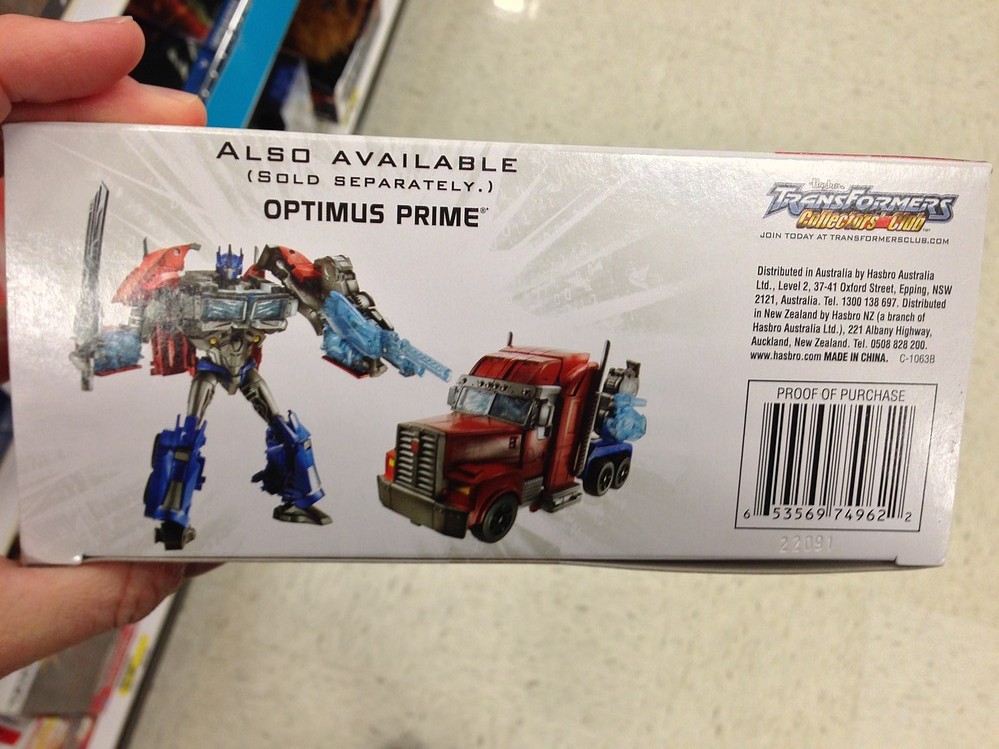 ALSO AVAILABLE
(SOLD SEPARATELY.)
OPTIMUS PRIME®
Hasbro
TRANSFORMERS
Collectors' Club™
JOIN TODAY AT TRANSFORMERSCLUB.COM
Distributed in Australia by Hasbro Australia
Ltd., Level 2, 37-41 Oxford Street, Epping, NSW
2121, Australia. Tel. 1300 138 697. Distributed
in New Zealand by Hasbro NZ (a branch of
Hasbro Australia Ltd.), 221 Albany Highway,
Auckland, New Zealand. Tel. 0508 828 200.
www.hasbro.com MADE IN CHINA. C-1063B
PROOF OF PURCHASE
6 53569 74962 2
22091